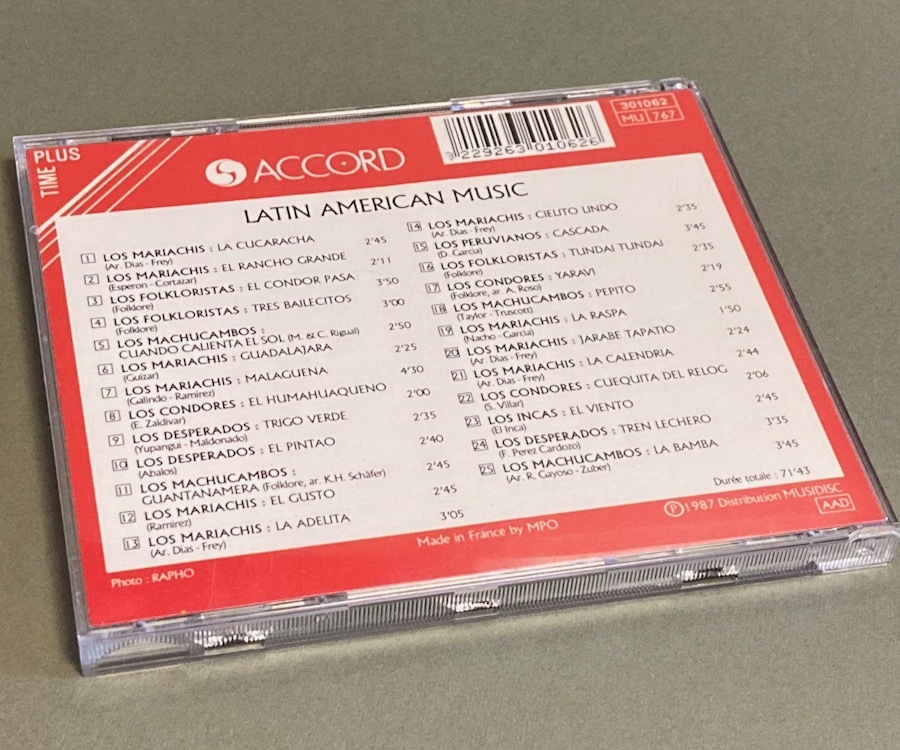 TIME PLUS
ACCORD
3 229263 010626
301062
MU 767
LATIN AMERICAN MUSIC
1 LOS MARIACHIS : LA CUCARACHA 2'45
(Ar. Dias - Frey)
2 LOS MARIACHIS : EL RANCHO GRANDE 2'11
(Esperon - Cortazar)
3 LOS FOLKLORISTAS : EL CONDOR PASA 3'50
(Folklore)
4 LOS FOLKLORISTAS : TRES BAILECITOS 3'00
(Folklore)
5 LOS MACHUCAMBOS :
CUANDO CALIENTA EL SOL (M. & C. Rigual) 2'50
6 LOS MARIACHIS : GUADALAJARA 2'25
(Guizar)
7 LOS MARIACHIS : MALAGUENA 4'30
(Galindo - Ramirez)
8 LOS CONDORES : EL HUMAHUAQUENO 2'00
(E. Zaldivar)
9 LOS DESPERADOS : TRIGO VERDE 2'35
(Yupangui - Maldonado)
10 LOS DESPERADOS : EL PINTAO 2'40
(Abalos)
11 LOS MACHUCAMBOS :
GUANTANAMERA (Folklore, ar. K.H. Schäfer) 2'45
12 LOS MARIACHIS : EL GUSTO 2'45
(Ramirez)
13 LOS MARIACHIS : LA ADELITA 3'05
(Ar. Dias - Frey)
14 LOS MARIACHIS : CIELITO LINDO 2'35
(Ar. Dias - Frey)
15 LOS PERUVIANOS : CASCADA 3'45
(D. Garcia)
16 LOS FOLKLORISTAS : TUNDAI TUNDAI 2'35
(Folklore)
17 LOS CONDORES : YARAVI 2'19
(Folklore, ar. A. Roso)
18 LOS MACHUCAMBOS : PEPITO 2'55
(Taylor - Truscott)
19 LOS MARIACHIS : LA RASPA 1'50
(Nacho - Garcia)
20 LOS MARIACHIS : JARABE TAPATIO 2'24
(Ar. Dias - Frey)
21 LOS MARIACHIS : LA CALENDRIA 2'44
(Ar. Dias - Frey)
22 LOS CONDORES : CUEQUITA DEL RELOG 2'06
(S. Villar)
23 LOS INCAS : EL VIENTO 2'45
(El Inca)
24 LOS DESPERADOS : TREN LECHERO 3'35
(F. Perez Cardozo)
25 LOS MACHUCAMBOS : LA BAMBA 3'45
(Ar. R. Gayoso - Zuber)
Durée totale : 71'43
Photo : RAPHO
Made in France by MPO
Ⓟ 1987 Distribution MUSIDISC
AAD